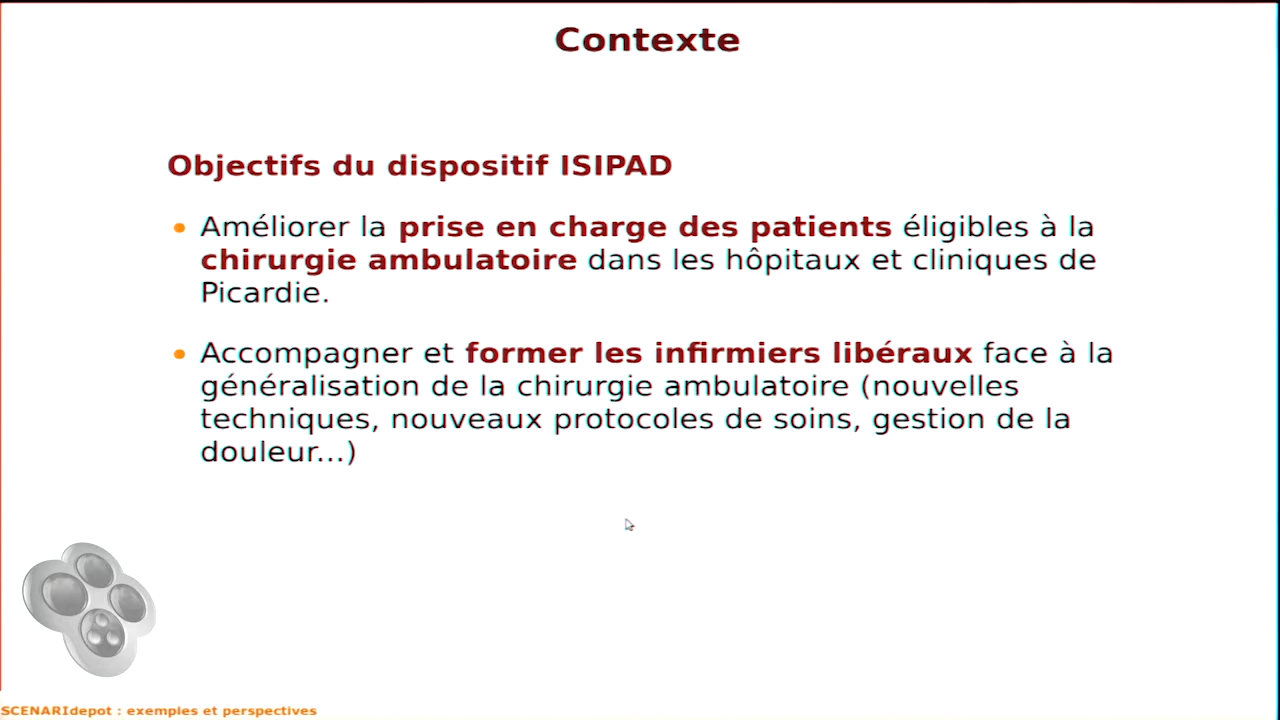 Contexte
Objectifs du dispositif ISIPAD
• Améliorer la prise en charge des patients éligibles à la
chirurgie ambulatoire dans les hôpitaux et cliniques de
Picardie.
• Accompagner et former les infirmiers libéraux face à la
généralisation de la chirurgie ambulatoire (nouvelles
techniques, nouveaux protocoles de soins, gestion de la
douleur...)
SCENARIdepot : exemples et perspectives